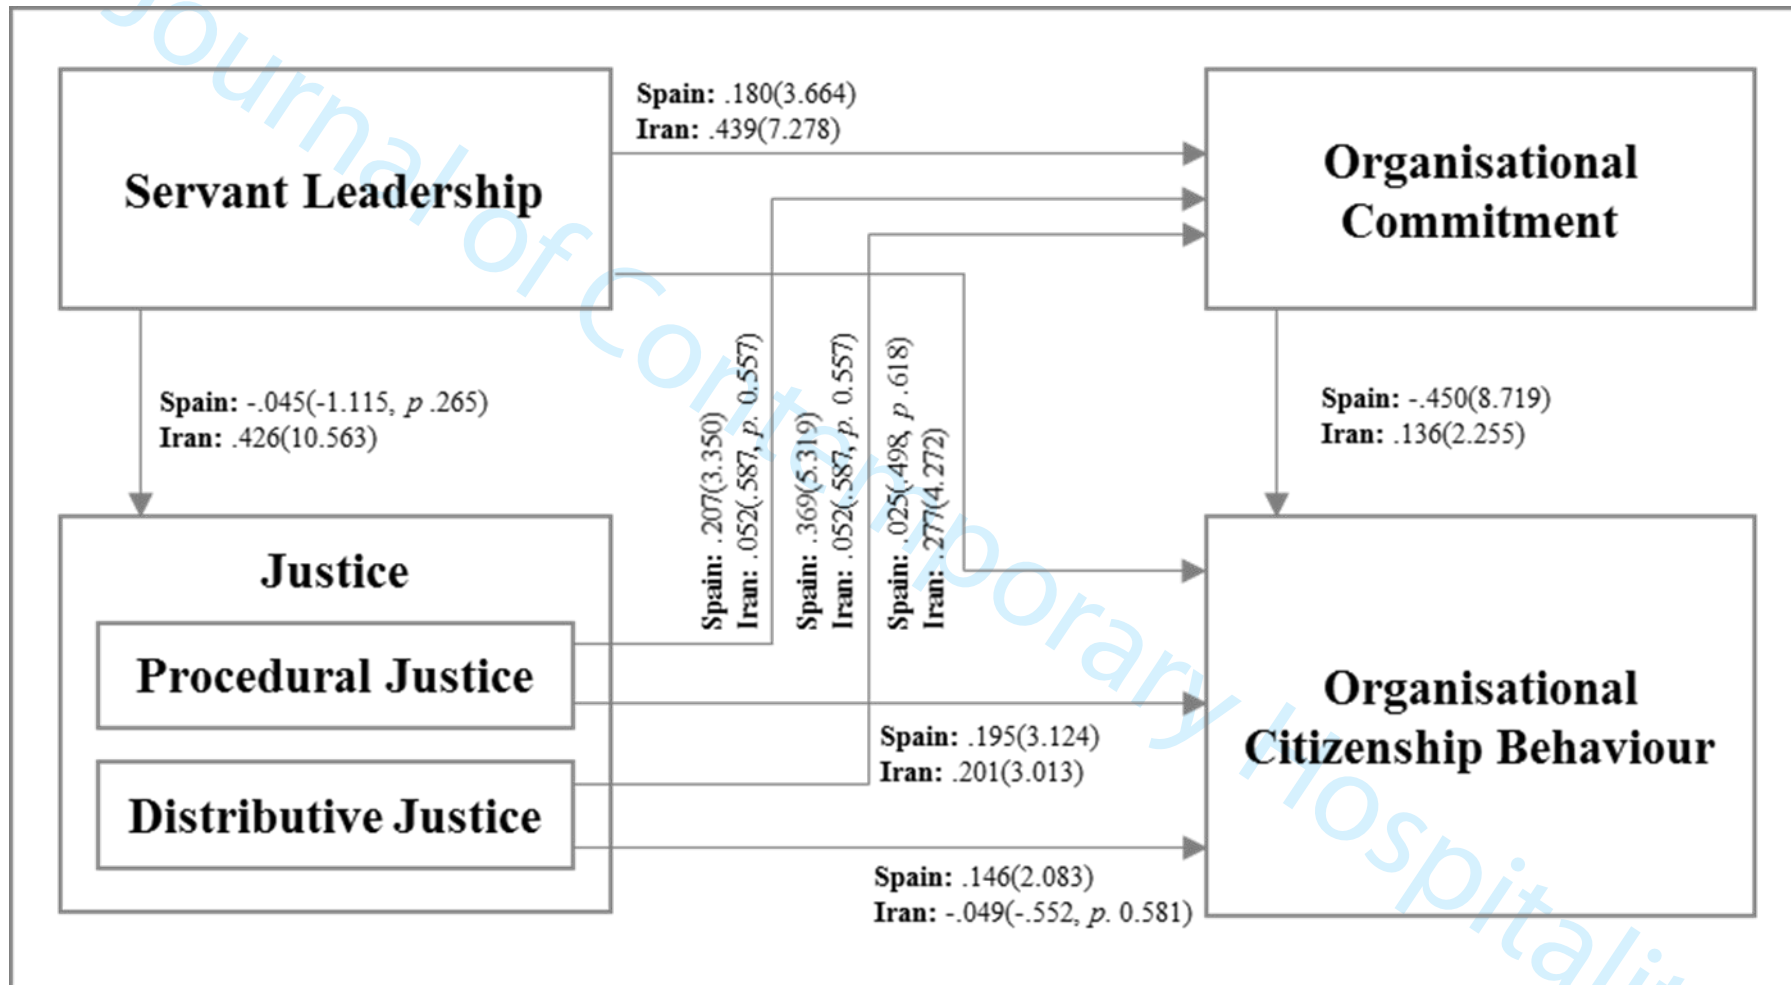 Spain: .180(3.664)
Iran: .439(7.278)
Servant Leadership
Organisational
Commitment
Spain: -.045(-1.115, p .265)
Iran: .426(10.563)
Spain: .207(3.350)
Iran: .052(.587, p. 0.557)
Spain: .369(5.319)
Iran: .052(.587, p. 0.557)
Spain: .025(.498, p .618)
Iran: .277(4.272)
Spain: -.450(8.719)
Iran: .136(2.255)
Justice
Procedural Justice
Distributive Justice
Spain: .195(3.124)
Iran: .201(3.013)
Organisational
Citizenship Behaviour
Spain: .146(2.083)
Iran: -.049(-.552, p. 0.581)
Journal of Contemporary Hospitali